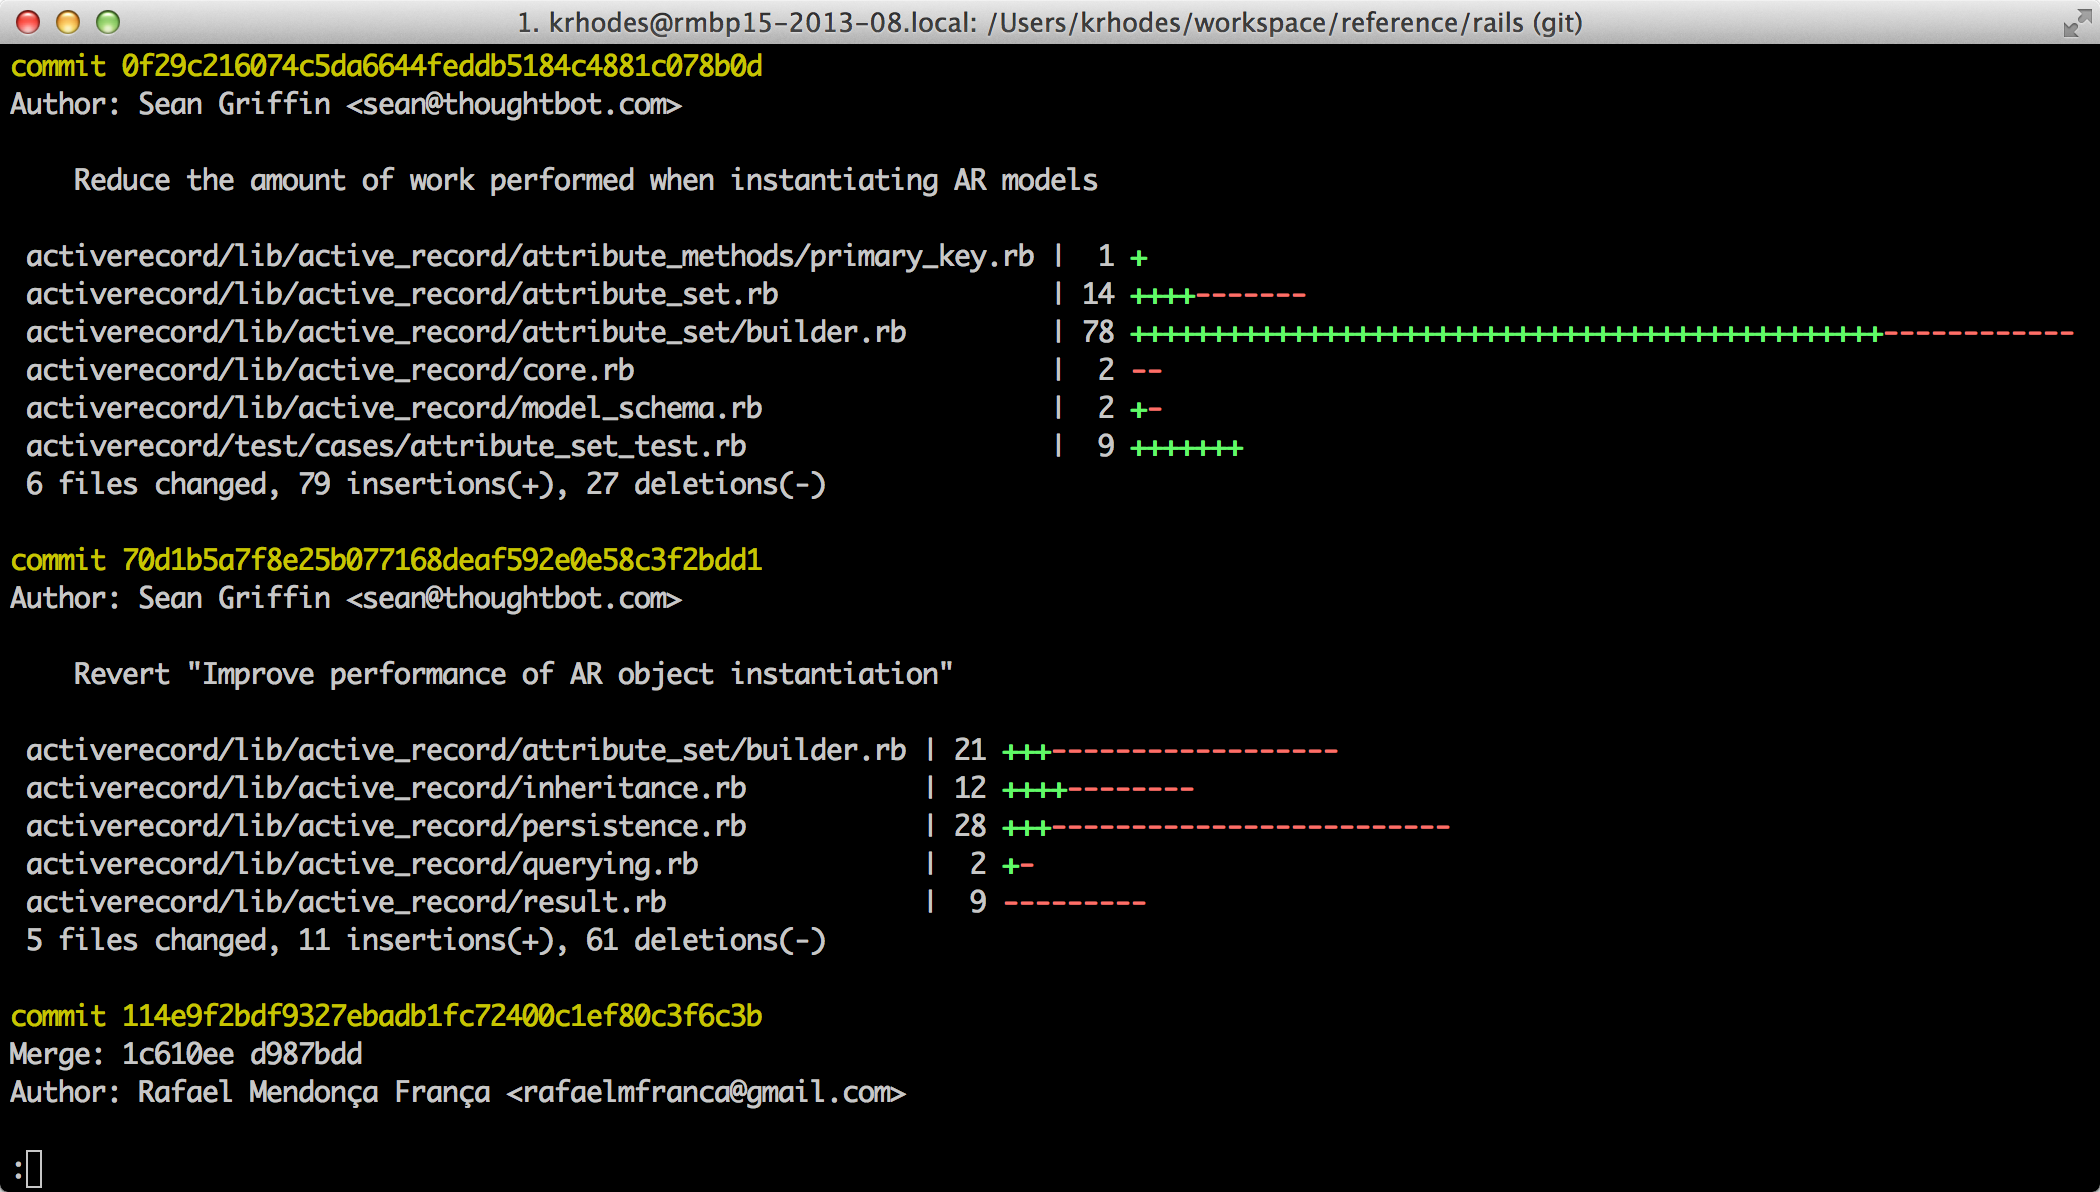 1. krhodes@rmbp15-2013-08.local: /Users/krhodes/workspace/reference/rails (git)
commit 0f29c216074c5da6644feddb5184c4881c078b0d
Author: Sean Griffin <sean@thoughtbot.com>
Reduce the amount of work performed when instantiating AR models
activerecord/lib/active_record/attribute_methods/primary_key.rb | 1 +
activerecord/lib/active_record/attribute_set.rb | 14 ++++-------
activerecord/lib/active_record/attribute_set/builder.rb | 78 +++++++++++++++++++++++++++++++++++++++++++++++------------
activerecord/lib/active_record/core.rb | 2 --
activerecord/lib/active_record/model_schema.rb | 2 +-
activerecord/test/cases/attribute_set_test.rb | 9 +++++++
6 files changed, 79 insertions(+), 27 deletions(-)
commit 70d1b5a7f8e25b077168deaf592e0e58c3f2bdd1
Author: Sean Griffin <sean@thoughtbot.com>
Revert "Improve performance of AR object instantiation"
activerecord/lib/active_record/attribute_set/builder.rb | 21 +++------------------
activerecord/lib/active_record/inheritance.rb | 12 ++++--------
activerecord/lib/active_record/persistence.rb | 28 +++-------------------------
activerecord/lib/active_record/querying.rb | 2 +-
activerecord/lib/active_record/result.rb | 9 ---------
5 files changed, 11 insertions(+), 61 deletions(-)
commit 114e9f2bdf9327ebadb1fc72400c1ef80c3f6c3b
Merge: 1c610ee d987bdd
Author: Rafael Mendonça França <rafaelmfranca@gmail.com>
: